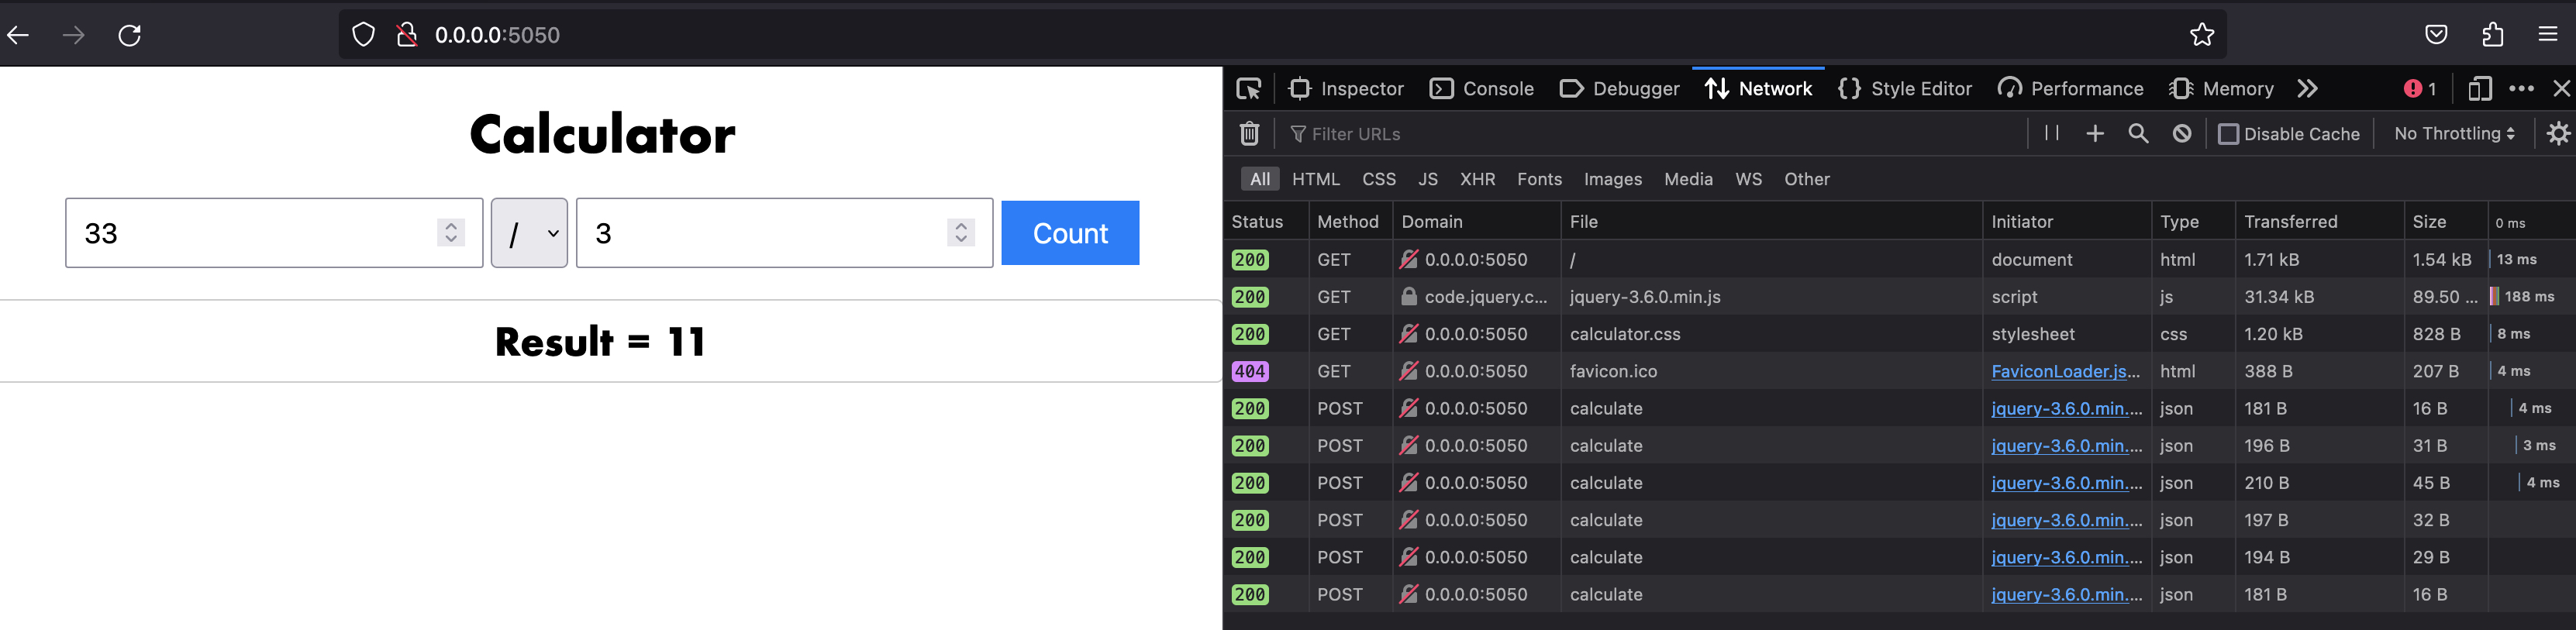 0.0.0.0:5050
Calculator
33 / 3 Count
Result = 11
Inspector Console Debugger Network Style Editor Performance Memory 1
Filter URLs Disable Cache No Throttling
All HTML CSS JS XHR Fonts Images Media WS Other
Status Method Domain File Initiator Type Transferred Size 0 ms
200 GET 0.0.0.0:5050 / document html 1.71 kB 1.54 kB 13 ms
200 GET code.jquery.c... jquery-3.6.0.min.js script js 31.34 kB 89.50 ... 188 ms
200 GET 0.0.0.0:5050 calculator.css stylesheet css 1.20 kB 828 B 8 ms
404 GET 0.0.0.0:5050 favicon.ico FaviconLoader.js... html 388 B 207 B 4 ms
200 POST 0.0.0.0:5050 calculate jquery-3.6.0.min.... json 181 B 16 B 4 ms
200 POST 0.0.0.0:5050 calculate jquery-3.6.0.min.... json 196 B 31 B 3 ms
200 POST 0.0.0.0:5050 calculate jquery-3.6.0.min.... json 210 B 45 B 4 ms
200 POST 0.0.0.0:5050 calculate jquery-3.6.0.min.... json 197 B 32 B
200 POST 0.0.0.0:5050 calculate jquery-3.6.0.min.... json 194 B 29 B
200 POST 0.0.0.0:5050 calculate jquery-3.6.0.min.... json 181 B 16 B